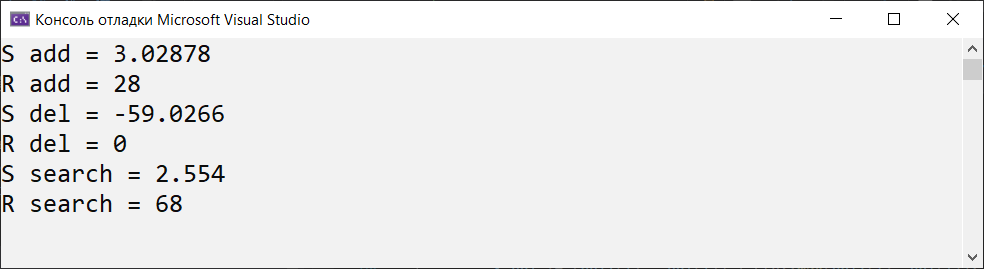 Консоль отладки Microsoft Visual Studio
S add = 3.02878
R add = 28
S del = -59.0266
R del = 0
S search = 2.554
R search = 68